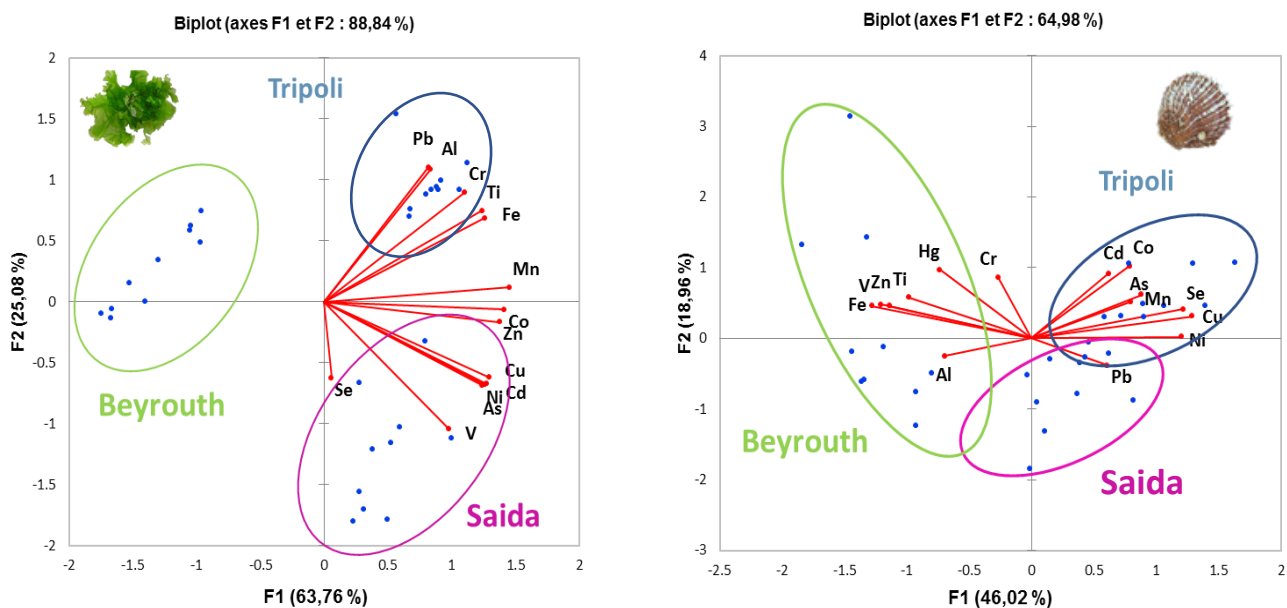 Biplot (axes F1 et F2 : 88,84 %)
Tripoli
Pb
Al
Cr
Ti
Fe
Mn
Co
Zn
Cu
Ni
Cd
As
Se
V
Beyrouth
Saida
F2 (25,08 %)
2
1.5
1
0.5
0
-0.5
-1
-1.5
-2
-2 -1.5 -1 -0.5 0 0.5 1 1.5 2
F1 (63,76 %)
Biplot (axes F1 et F2 : 64,98 %)
Tripoli
Hg
Cr
Cd Co
V Zn Ti
Fe
As
Mn
Se
Cu
Ni
Al
Pb
Beyrouth
Saida
F2 (18,96 %)
4
3
2
1
0
-1
-2
-3
-2.5 -2 -1.5 -1 -0.5 0 0.5 1 1.5 2
F1 (46,02 %)